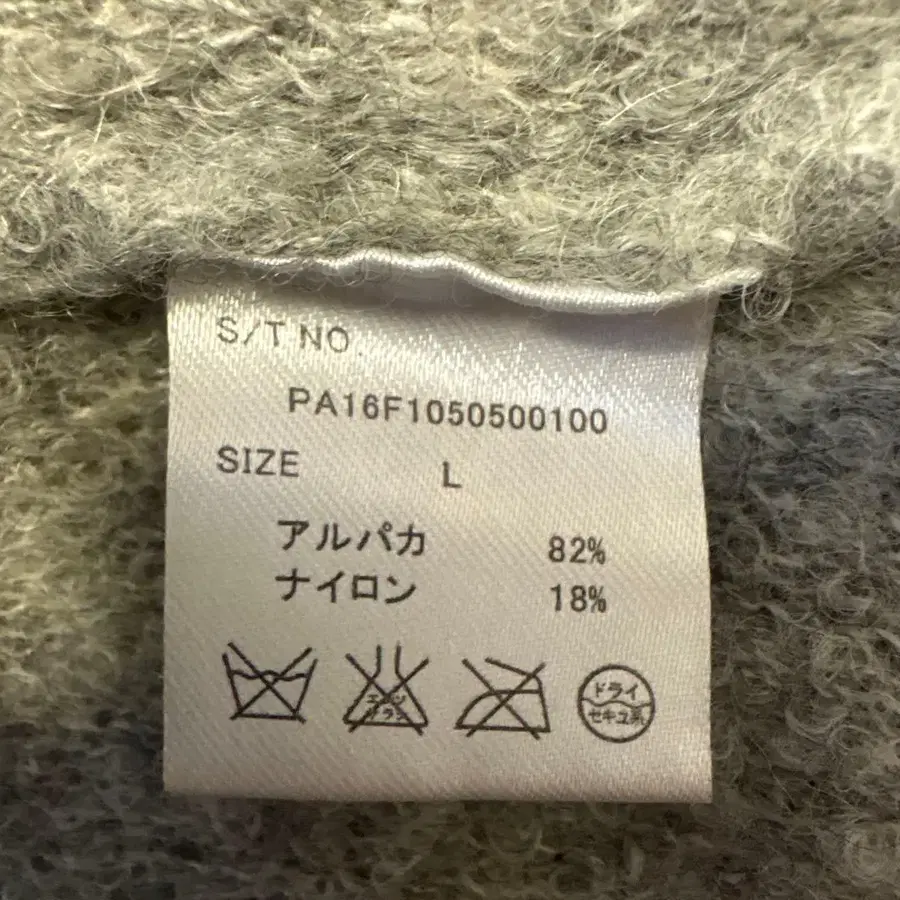 S/T NO.
PA16F1050500100
SIZE L
アルパカ 82%
ナイロン 18%
エンソ
サラシ
ドライ
セキユ系